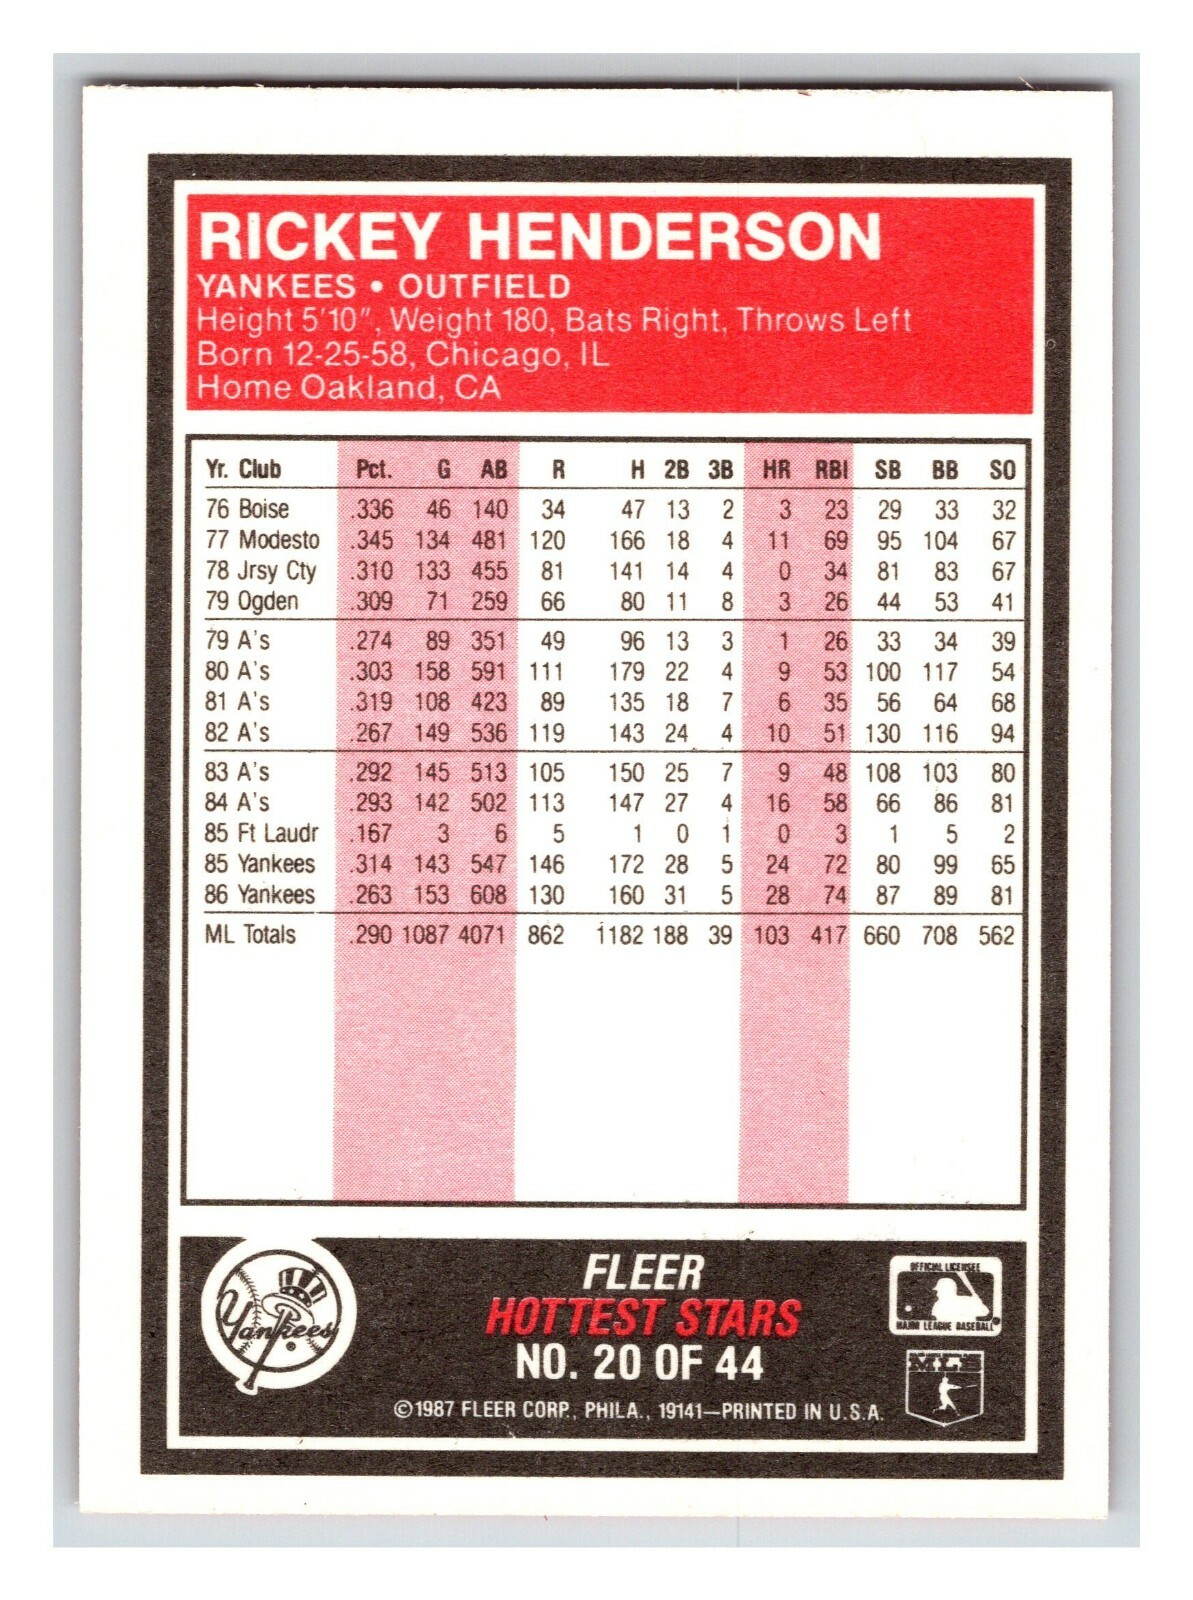 RICKEY HENDERSON
YANKEES • OUTFIELD
Height 5'10", Weight 180, Bats Right, Throws Left
Born 12-25-58, Chicago, IL
Home Oakland, CA
Yr. Club Pct. G AB R H 2B 3B HR RBI SB BB SO
76 Boise .336 46 140 34 47 13 2 3 23 29 33 32
77 Modesto .345 134 481 120 166 18 4 11 69 95 104 67
78 Jrsy Cty .310 133 455 81 141 14 4 0 34 81 83 67
79 Ogden .309 71 259 66 80 11 8 3 26 44 53 41
79 A's .274 89 351 49 96 13 3 1 26 33 34 39
80 A's .303 158 591 111 179 22 4 9 53 100 117 54
81 A's .319 108 423 89 135 18 7 6 35 56 64 68
82 A's .267 149 536 119 143 24 4 10 51 130 116 94
83 A's .292 145 513 105 150 25 7 9 48 108 103 80
84 A's .293 142 502 113 147 27 4 16 58 66 86 81
85 Ft Laudr .167 3 6 5 1 0 1 0 3 1 5 2
85 Yankees .314 143 547 146 172 28 5 24 72 80 99 65
86 Yankees .263 153 608 130 160 31 5 28 74 87 89 81
ML Totals .290 1087 4071 862 1182 188 39 103 417 660 708 562
Yankees ®
FLEER
HOTTEST STARS
NO. 20 OF 44
©1987 FLEER CORP., PHILA., 19141—PRINTED IN U.S.A.
OFFICIAL LICENSEE
MAJOR LEAGUE BASEBALL